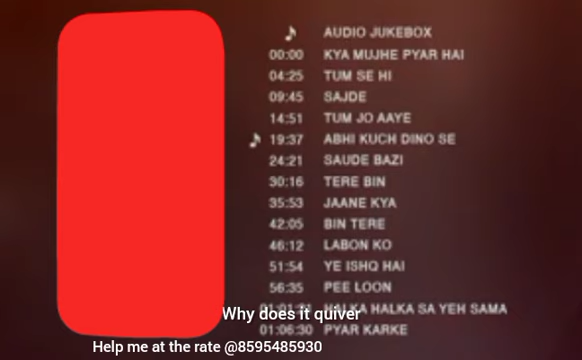 AUDIO JUKEBOX
00:00 KYA MUJHE PYAR HAI
04:25 TUM SE HI
09:45 SAJDE
14:51 TUM JO AAYE
19:37 ABHI KUCH DINO SE
24:21 SAUDE BAZI
30:16 TERE BIN
35:53 JAANE KYA
42:05 BIN TERE
46:12 LABON KO
51:54 YE ISHQ HAI
56:35 PEE LOON
Why does it quiver
HALKA HALKA SA YEH SAMA
01:06:30 PYAR KARKE
Help me at the rate @8595485930